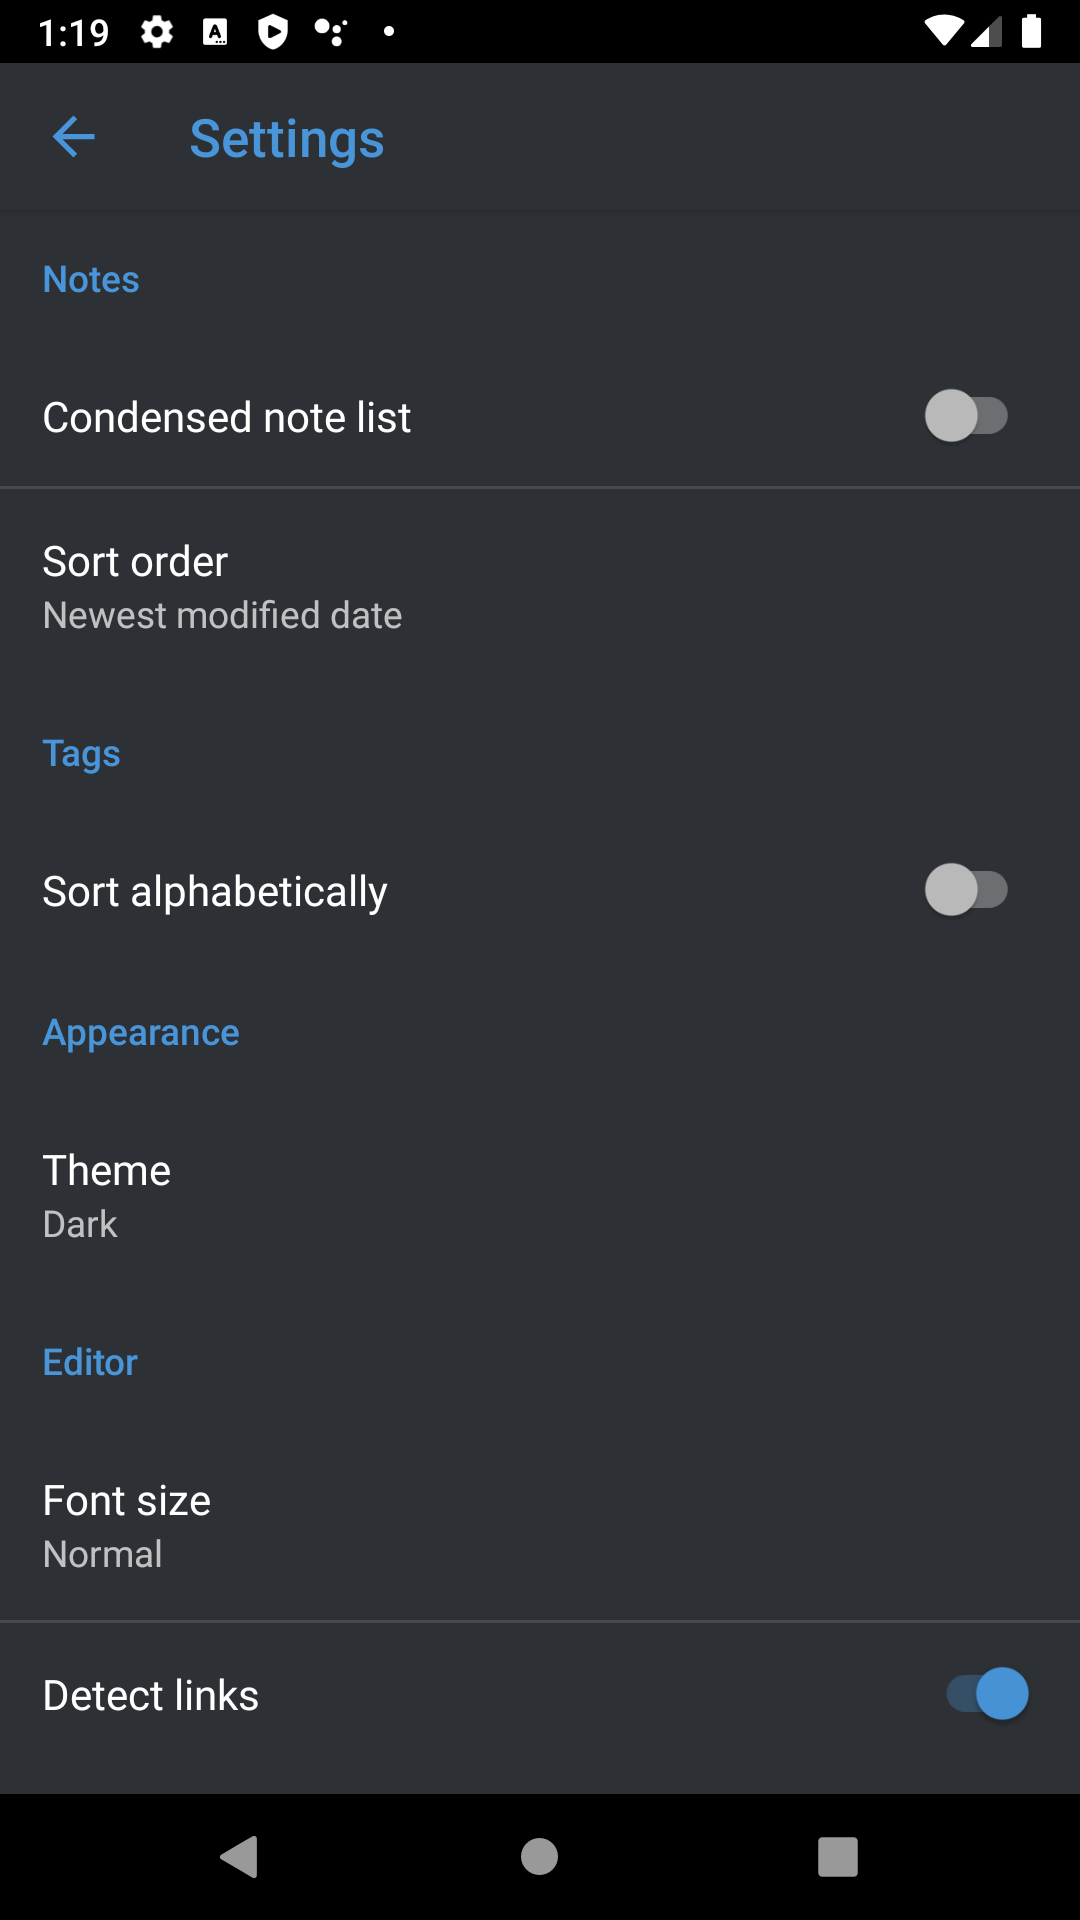 1:19
Settings
Notes
Condensed note list
Sort order
Newest modified date
Tags
Sort alphabetically
Appearance
Theme
Dark
Editor
Font size
Normal
Detect links